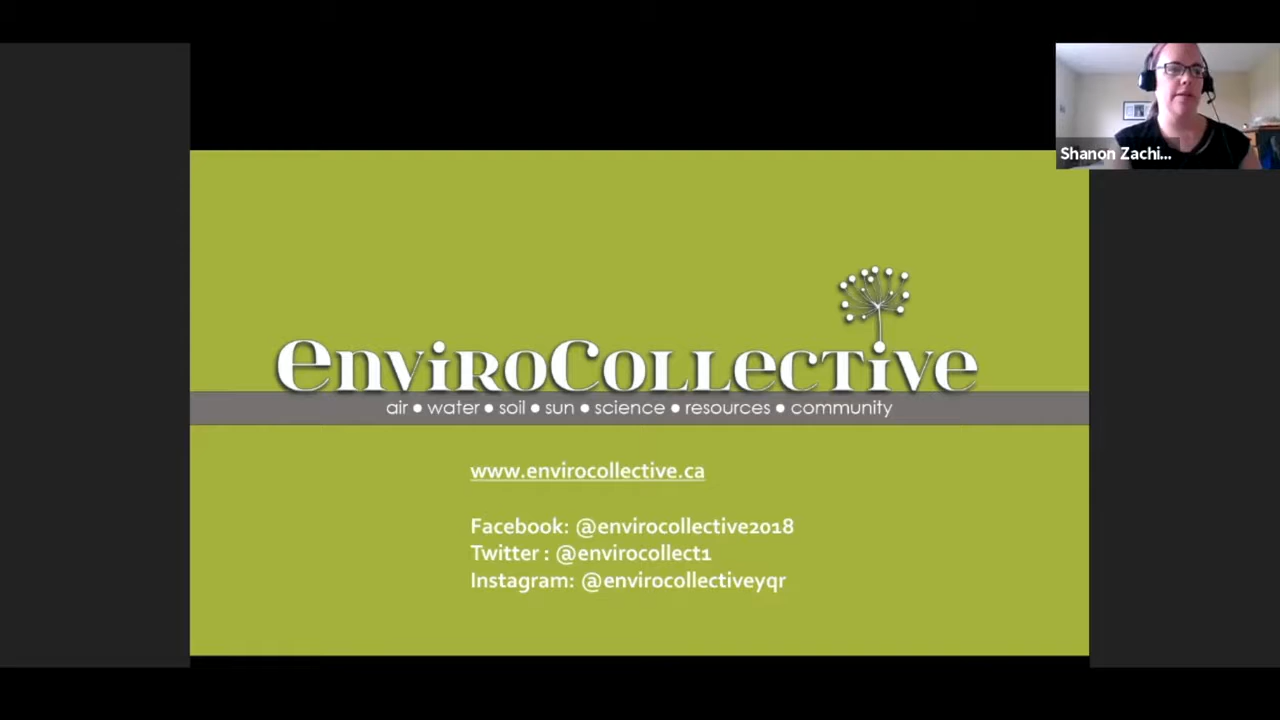 Shanon Zachi...
enviroCollective
air • water • soil • sun • science • resources • community
www.envirocollective.ca
Facebook: @envirocollective2018
Twitter : @envirocollect1
Instagram: @envirocollectiveyqr